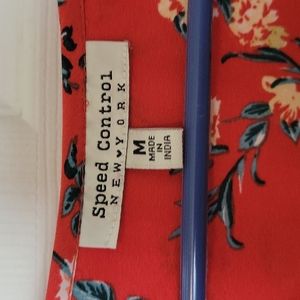 Speed Control
NEW♥YORK
M
MADE
IN
INDIA